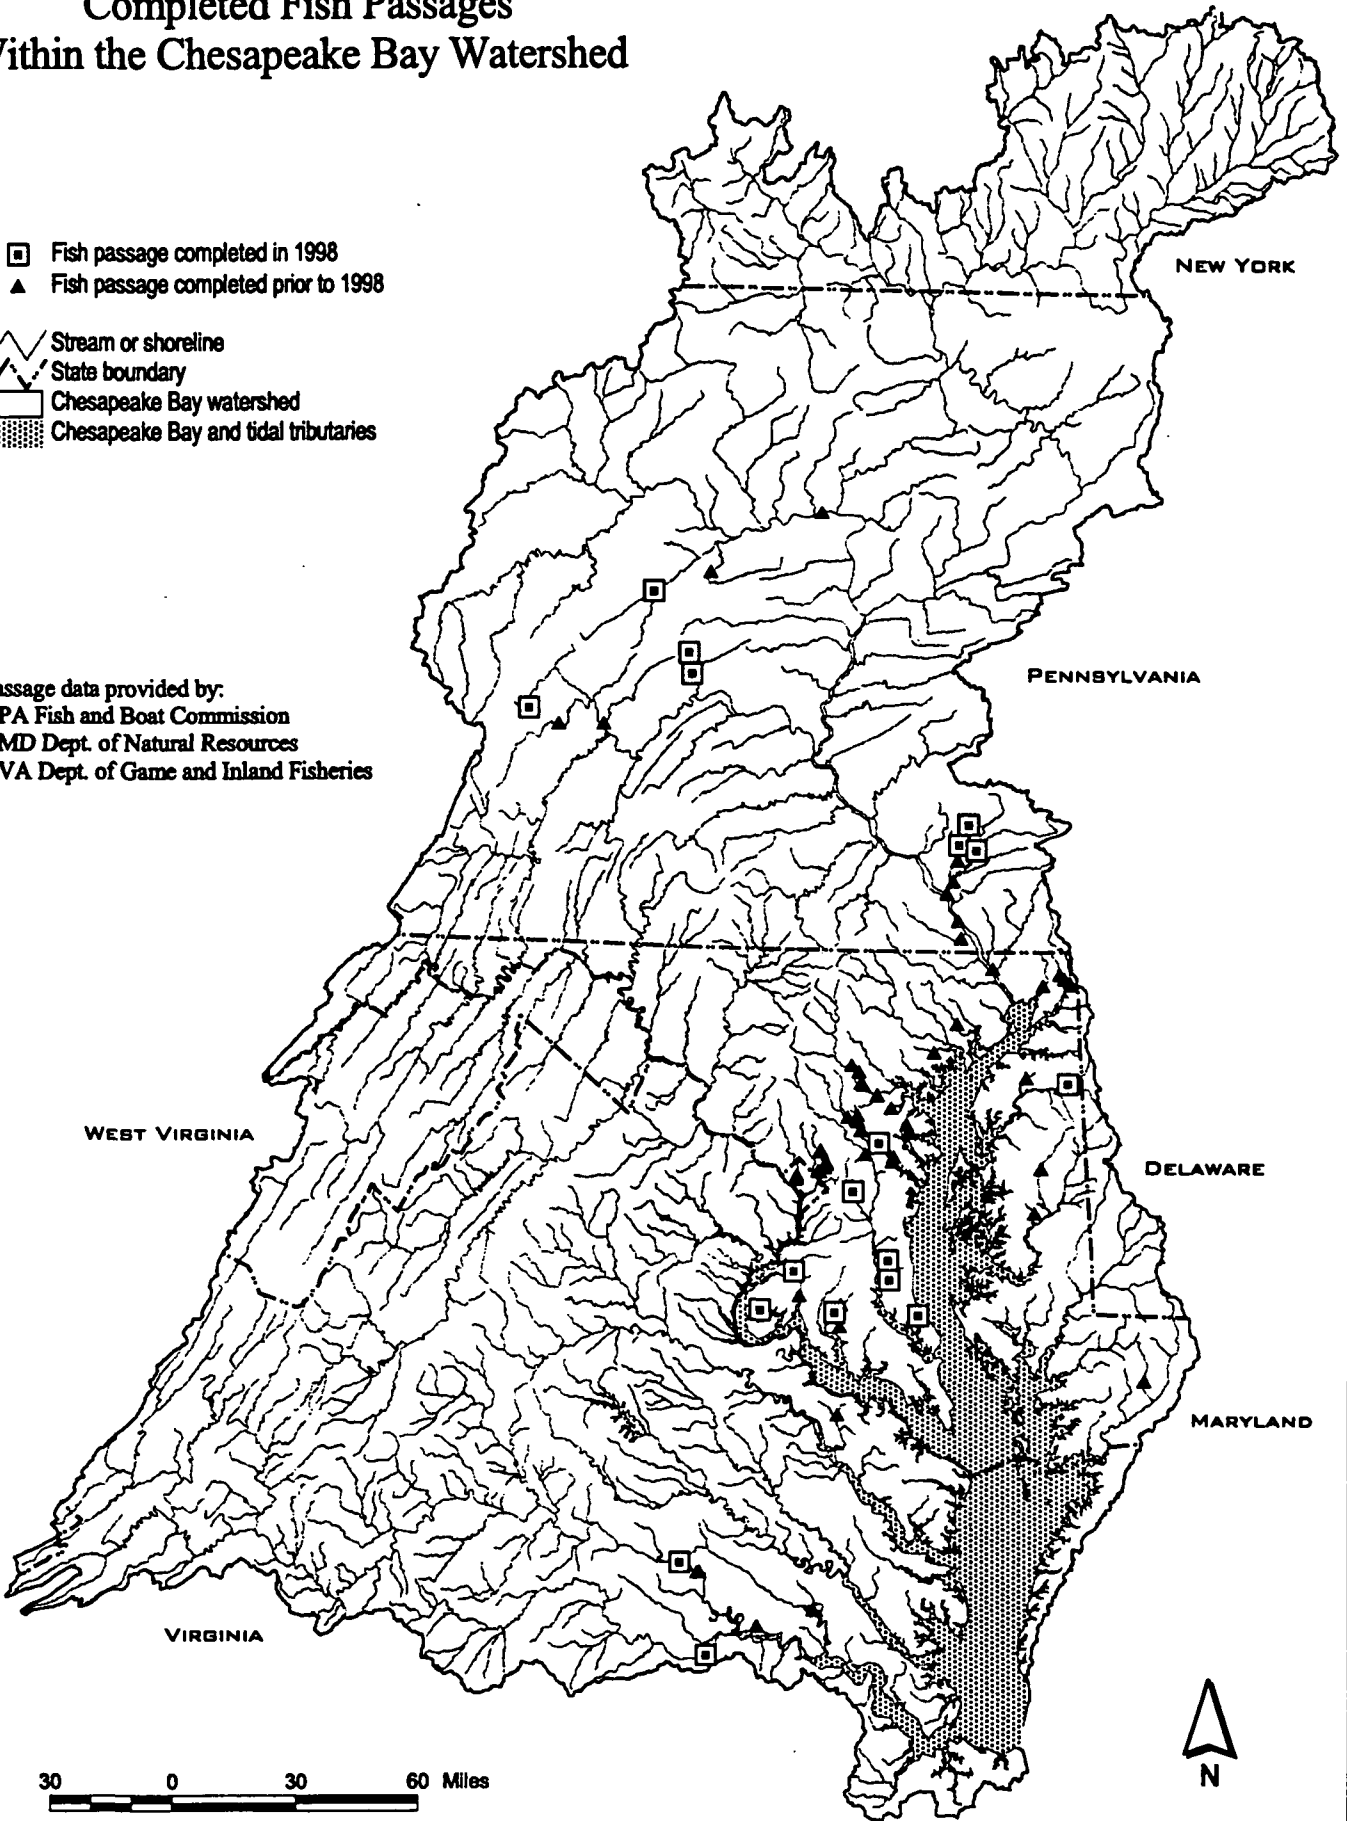 Completed Fish Passages
Within the Chesapeake Bay Watershed
Fish passage completed in 1998
Fish passage completed prior to 1998
Stream or shoreline
State boundary
Chesapeake Bay watershed
Chesapeake Bay and tidal tributaries
assage data provided by:
PA Fish and Boat Commission
MD Dept. of Natural Resources
VA Dept. of Game and Inland Fisheries
NEW YORK
PENNSYLVANIA
WEST VIRGINIA
DELAWARE
MARYLAND
VIRGINIA
30 0 30 60 Miles
N